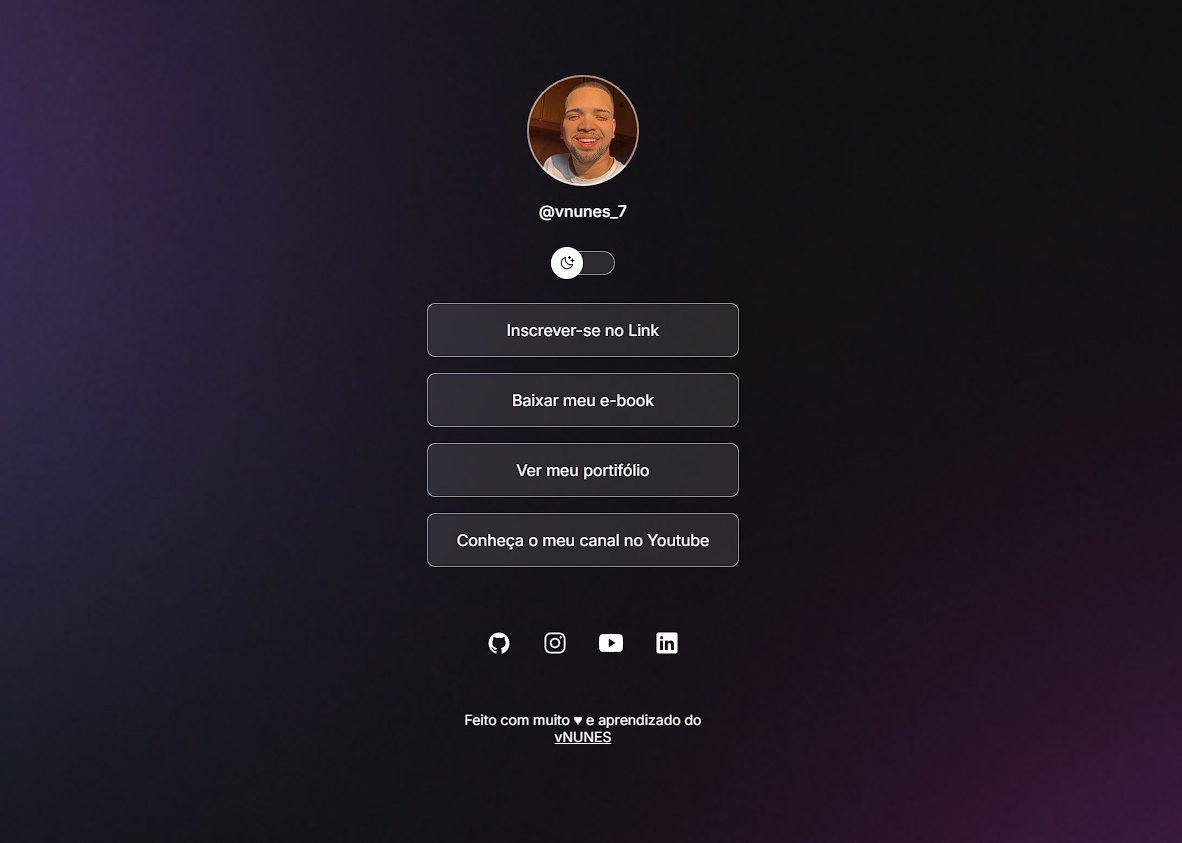 @vnunes_7
Inscrever-se no Link
Baixar meu e-book
Ver meu portifólio
Conheça o meu canal no Youtube
Feito com muito ♥ e aprendizado do
vNUNES